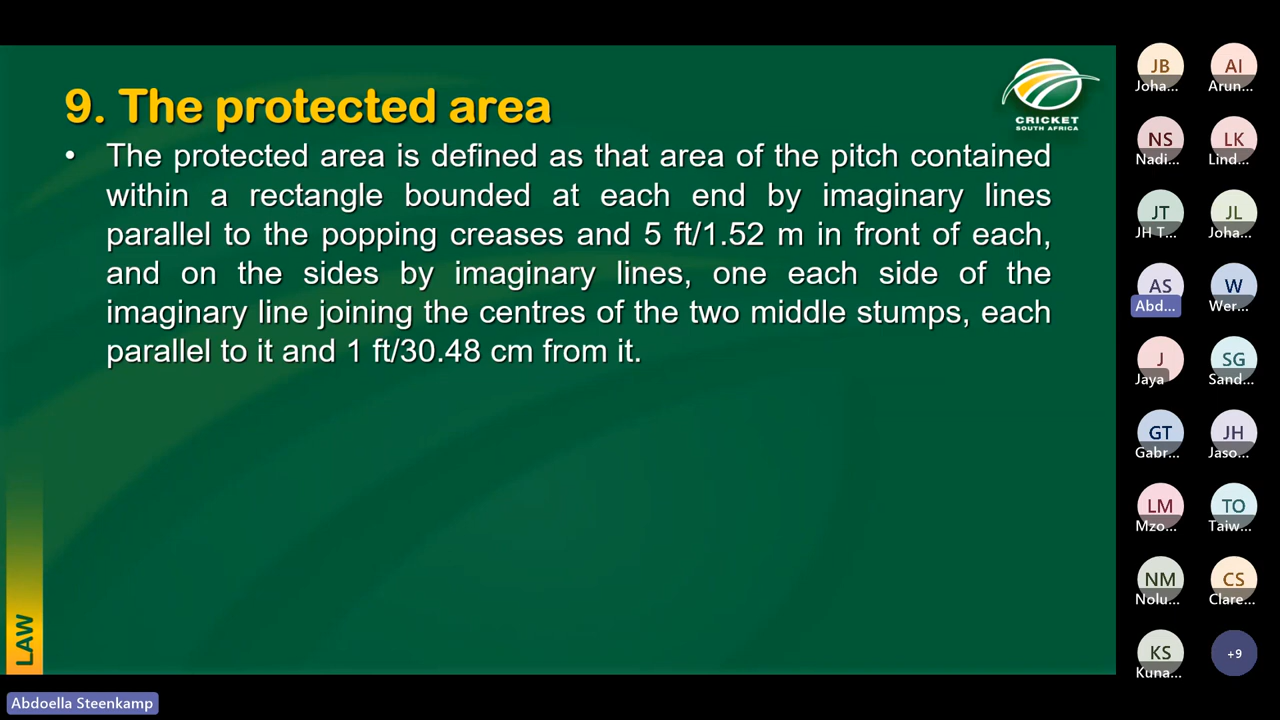 9. The protected area
CRICKET
SOUTH AFRICA
• The protected area is defined as that area of the pitch contained
within a rectangle bounded at each end by imaginary lines
parallel to the popping creases and 5 ft/1.52 m in front of each,
and on the sides by imaginary lines, one each side of the
imaginary line joining the centres of the two middle stumps, each
parallel to it and 1 ft/30.48 cm from it.
LAW
Abdoella Steenkamp
JB
Joha...
AI
Arun...
NS
Nadi...
LK
Lind...
JT
JH T...
JL
Joha...
AS
Abd...
W
Wer...
J
Jaya
SG
Sand...
GT
Gabr...
JH
Jaso...
LM
Mzo...
TO
Taiw...
NM
Nolu...
CS
Clare...
KS
Kuna...
+9